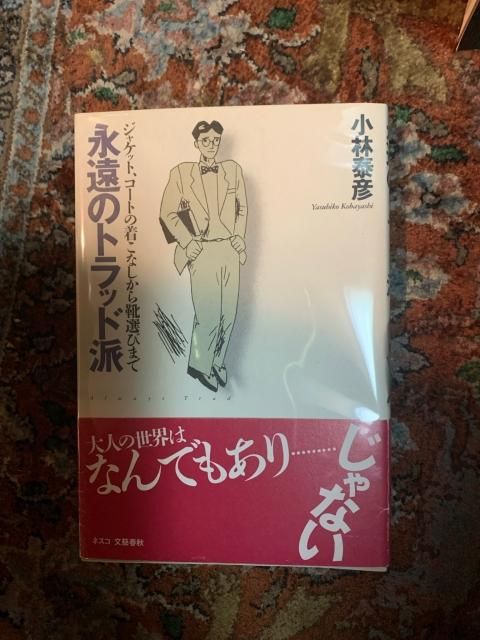 小林泰彦
Yasuhiko Kobayashi
ジャケット、コートの着こなしから靴選びまで
永遠のトラッド派
Always Trad
大人の世界は
なんでもあり………
じゃない
ネスコ 文藝春秋